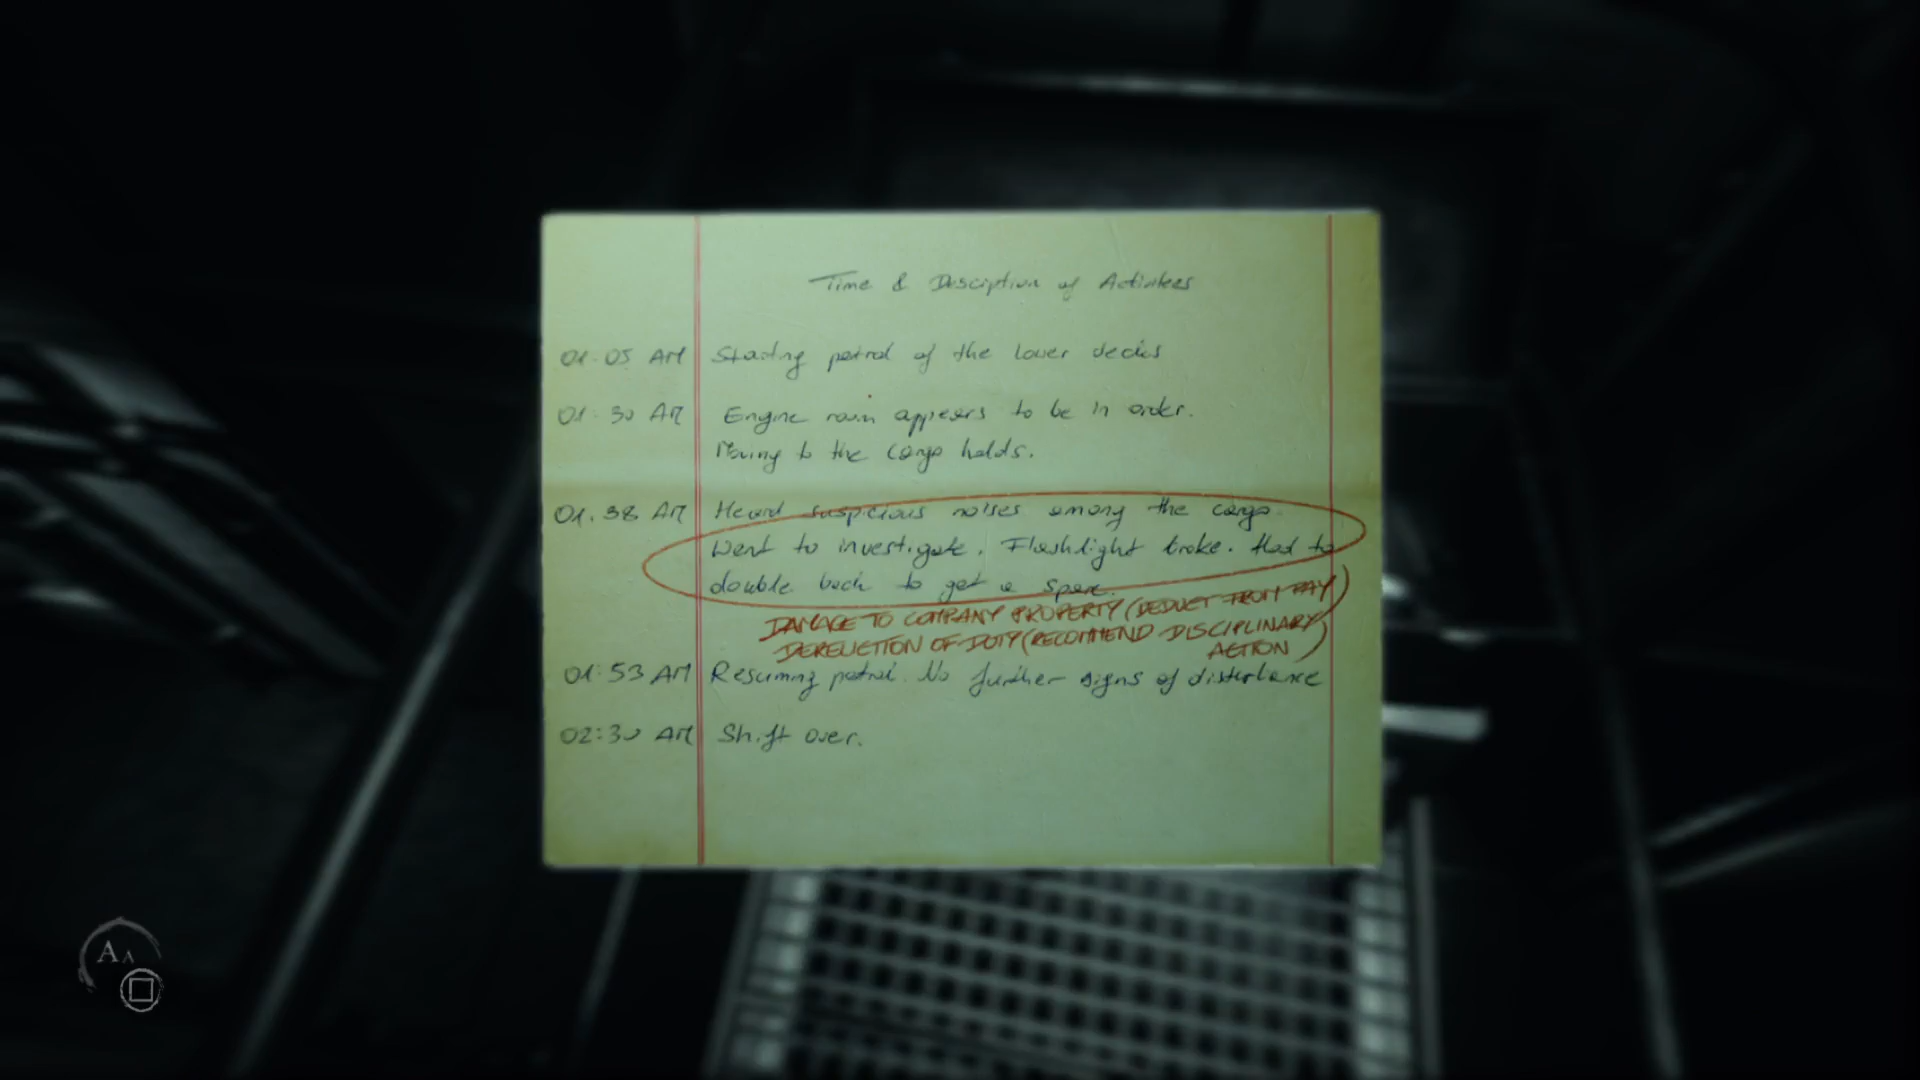 Time & Desciption of Activitees
01:05 AM Starting patrol of the lower decks
01:30 AM Engine room appears to be in order.
Moving to the cargo holds.
01:38 AM Heard suspicious noises among the cargo.
Went to investigate. Flashlight broke. Had to
double back to get a spare.
DAMAGE TO COMPANY PROPERTY (DEDUCT FROM PAY)
DERELICTION OF DUTY (RECOMMEND DISCIPLINARY
ACTION)
01:53 AM Resuming patrol. No further signs of disturbance
02:30 AM Shift over.
A A